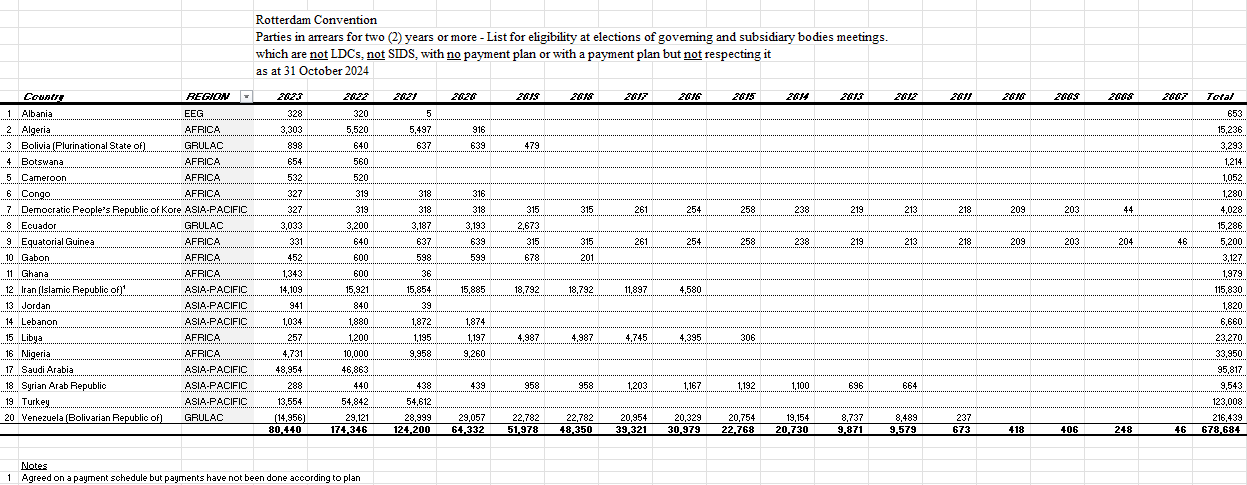 Rotterdam Convention
Parties in arrears for two (2) years or more - List for eligibility at elections of governing and subsidiary bodies meetings.
which are not LDCs, not SIDS, with no payment plan or with a payment plan but not respecting it
as at 31 October 2024
Country REGION 2023 2022 2021 2020 2019 2018 2017 2016 2015 2014 2013 2012 2011 2010 2009 2008 2007 Total
1 Albania EEG 328 320 5 653
2 Algeria AFRICA 3,303 5,520 5,497 916 15,236
3 Bolivia (Plurinational State of) GRULAC 898 640 637 639 479 3,293
4 Botswana AFRICA 654 560 1,214
5 Cameroon AFRICA 532 520 1,052
6 Congo AFRICA 327 319 318 316 1,280
7 Democratic People's Republic of Kore ASIA-PACIFIC 327 319 318 318 315 315 261 254 258 238 219 213 218 209 203 44 4,028
8 Ecuador GRULAC 3,033 3,200 3,187 3,193 2,673 15,286
9 Equatorial Guinea AFRICA 331 640 637 639 315 315 261 254 258 238 219 213 218 209 203 204 46 5,200
10 Gabon AFRICA 452 600 598 599 678 201 3,127
11 Ghana AFRICA 1,343 600 36 1,979
12 Iran (Islamic Republic of)¹ ASIA-PACIFIC 14,109 15,921 15,854 15,885 18,792 18,792 11,897 4,580 115,830
13 Jordan ASIA-PACIFIC 941 840 39 1,820
14 Lebanon ASIA-PACIFIC 1,034 1,880 1,872 1,874 6,660
15 Libya AFRICA 257 1,200 1,195 1,197 4,987 4,987 4,745 4,395 306 23,270
16 Nigeria AFRICA 4,731 10,000 9,958 9,260 33,950
17 Saudi Arabia ASIA-PACIFIC 48,954 46,863 95,817
18 Syrian Arab Republic ASIA-PACIFIC 288 440 438 439 958 958 1,203 1,167 1,192 1,100 696 664 9,543
19 Turkey ASIA-PACIFIC 13,554 54,842 54,612 123,008
20 Venezuela (Bolivarian Republic of) GRULAC (14,956) 29,121 28,999 29,057 22,782 22,782 20,954 20,329 20,754 19,154 8,737 8,489 237 216,439
80,440 174,346 124,200 64,332 51,978 48,350 39,321 30,979 22,768 20,730 9,871 9,579 673 418 406 248 46 678,684
Notes
1 Agreed on a payment schedule but payments have not been done according to plan